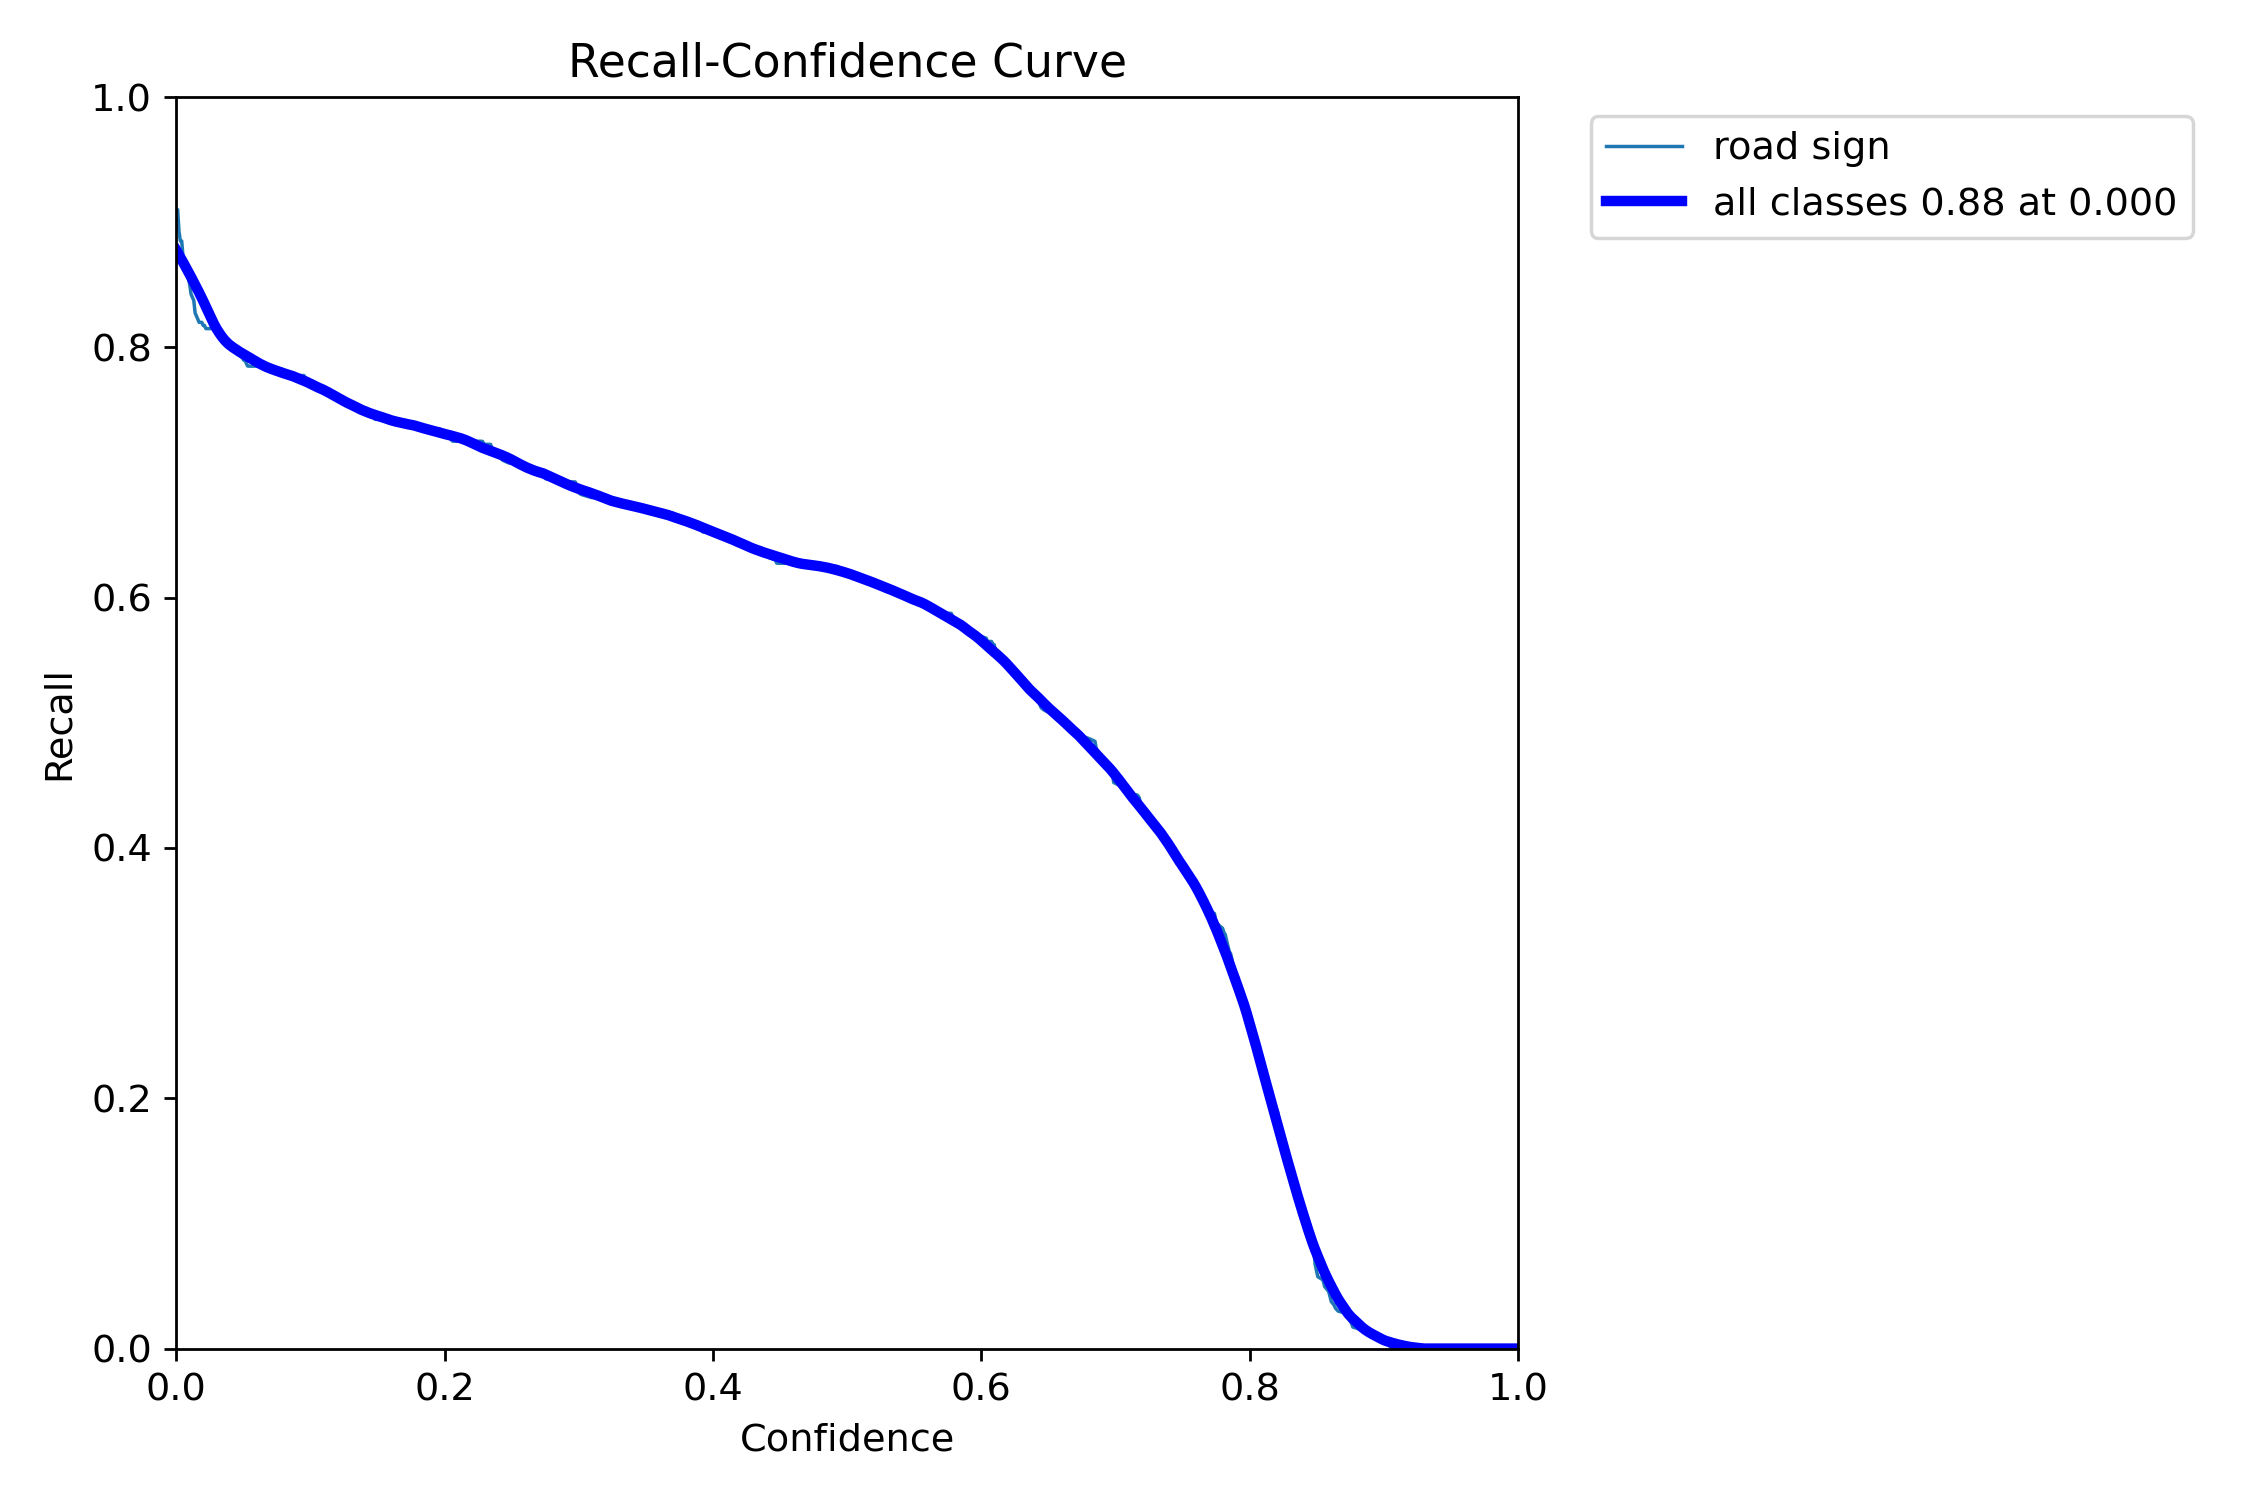 Recall-Confidence Curve
1.0
0.8
0.6
0.4
0.2
0.0
Recall
0.0 0.2 0.4 0.6 0.8 1.0
Confidence
road sign
all classes 0.88 at 0.000